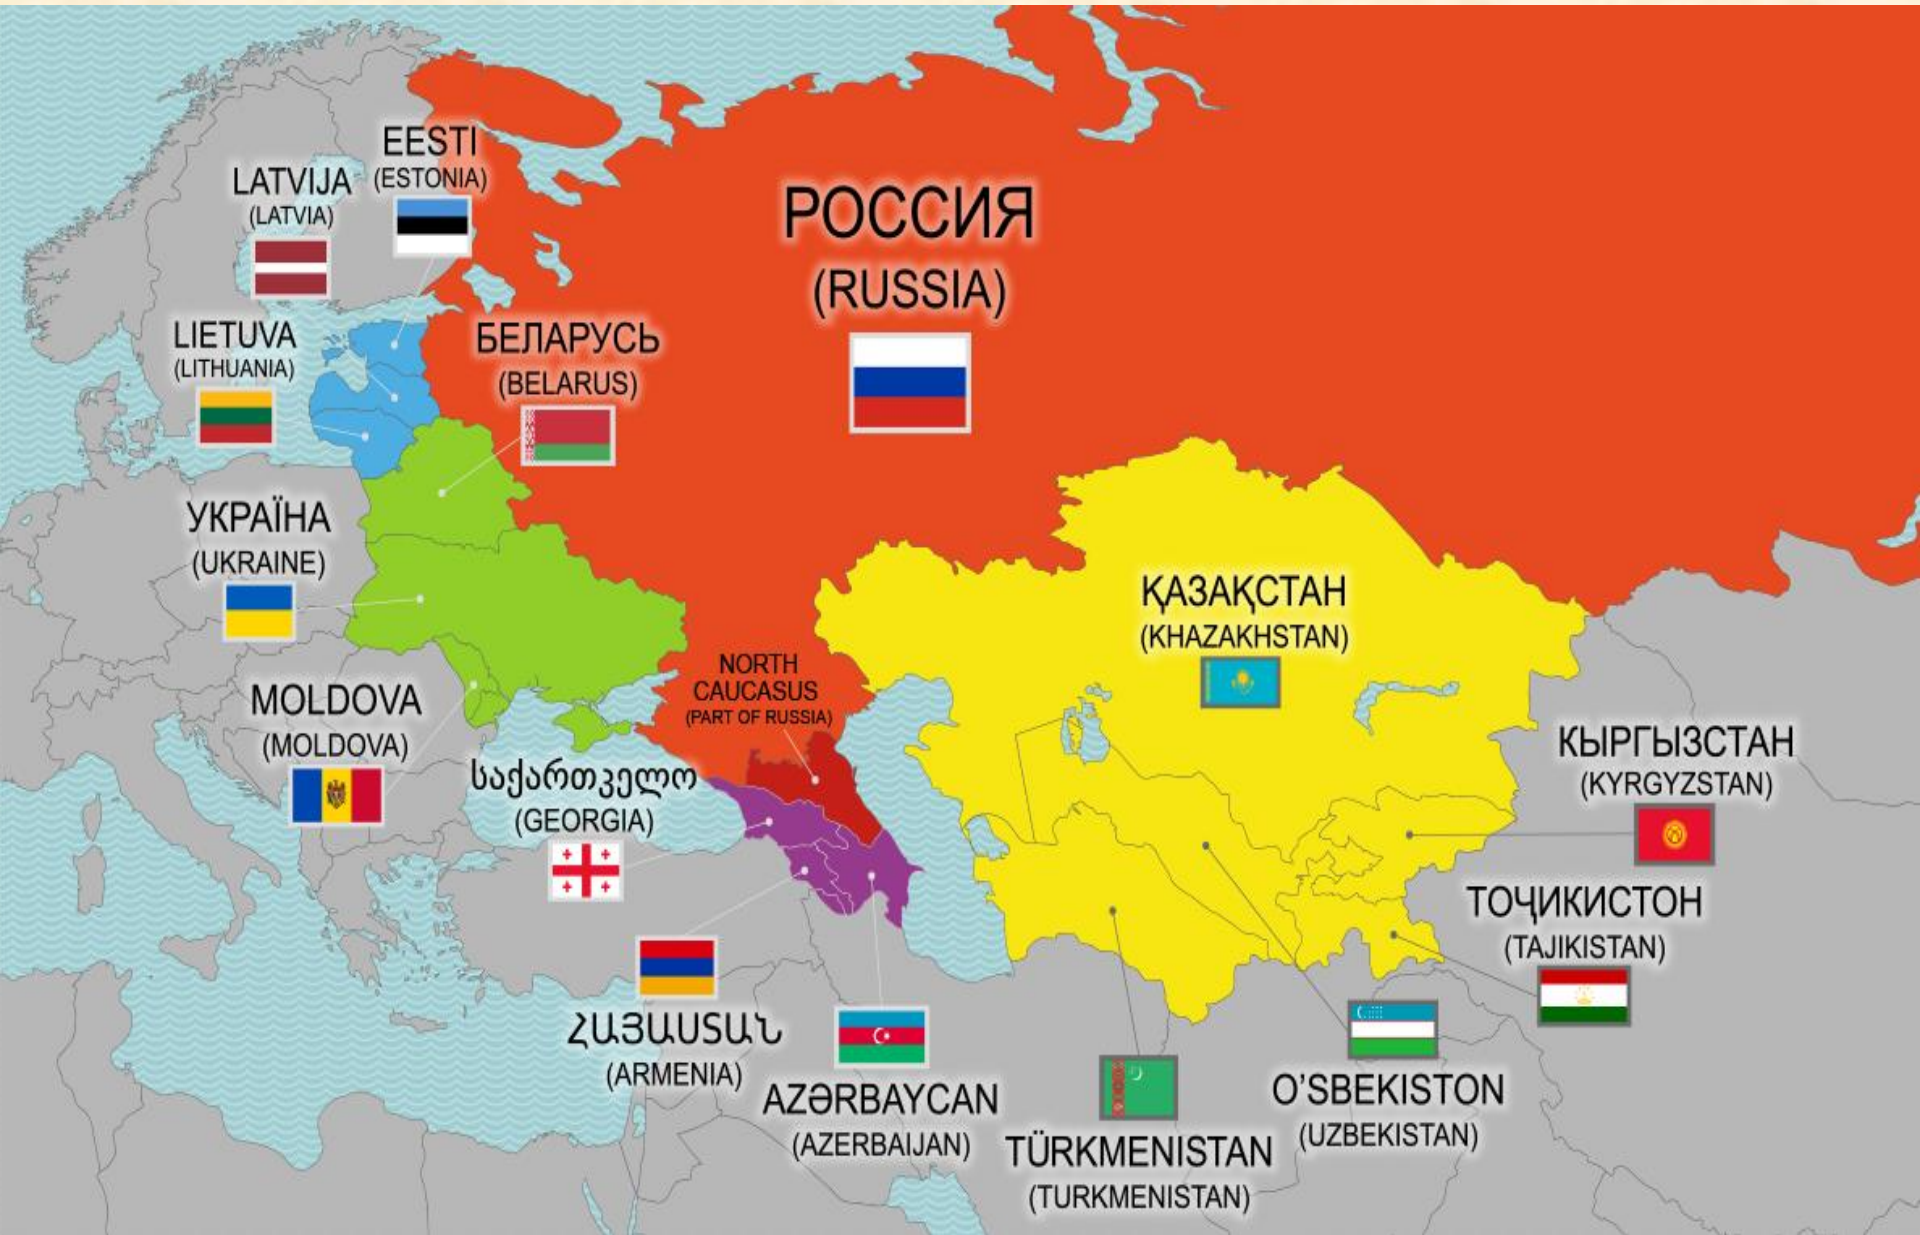 EESTI
(ESTONIA)
LATVIJA
(LATVIA)
LIETUVA
(LITHUANIA)
БЕЛАРУСЬ
(BELARUS)
РОССИЯ
(RUSSIA)
УКРАЇНА
(UKRAINE)
MOLDOVA
(MOLDOVA)
NORTH
CAUCASUS
(PART OF RUSSIA)
ҚАЗАҚСТАН
(KHAZAKHSTAN)
КЫРГЫЗСТАН
(KYRGYZSTAN)
საქართველო
(GEORGIA)
ТОҶИКИСТОН
(TAJIKISTAN)
ՀԱՅԱՍՏԱՆ
(ARMENIA)
AZƏRBAYCAN
(AZERBAIJAN)
TÜRKMENISTAN
(TURKMENISTAN)
O’SBEKISTON
(UZBEKISTAN)